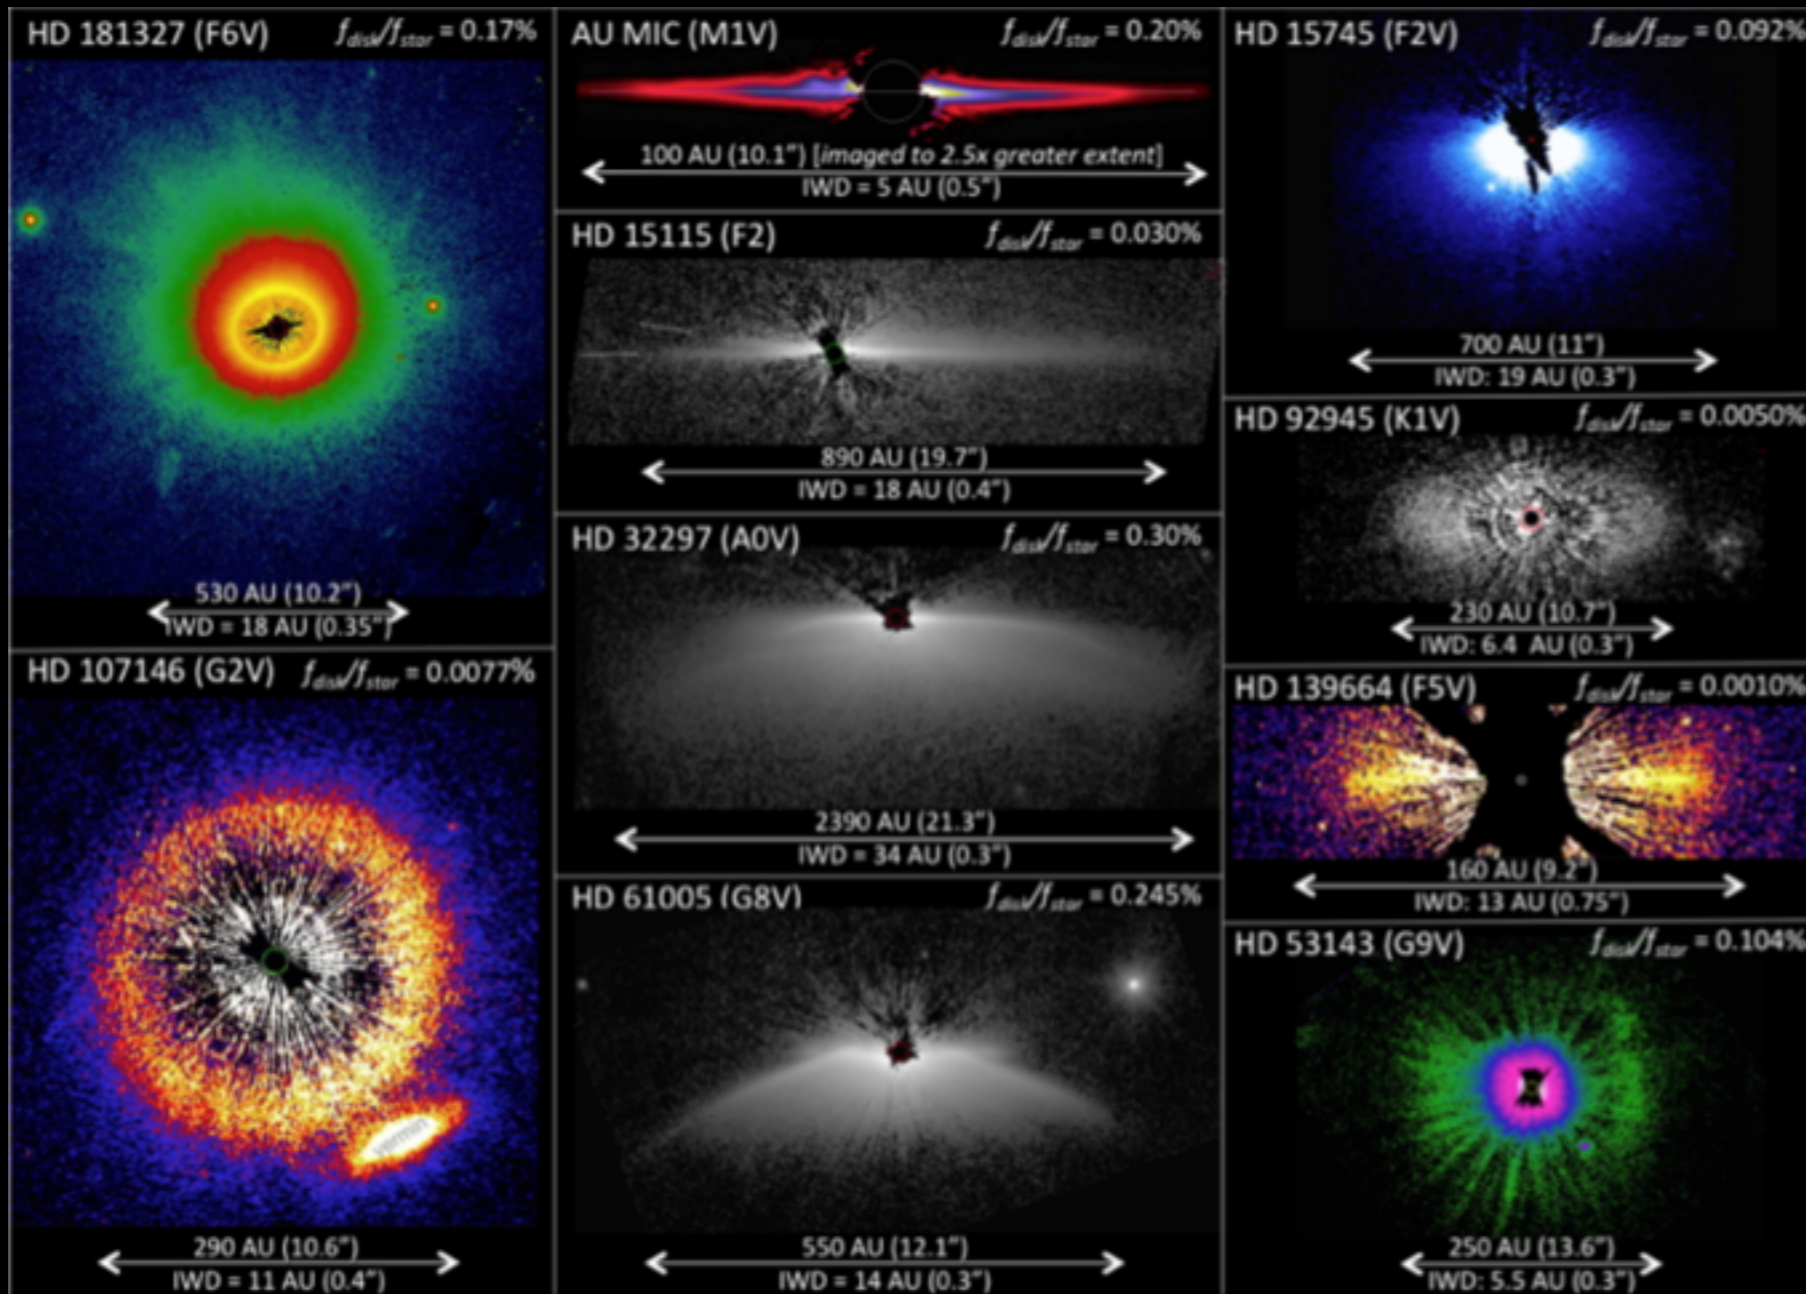 HD 181327 (F6V) f_disk/f_star = 0.17%
530 AU (10.2”)
IWD = 18 AU (0.35”)
HD 107146 (G2V) f_disk/f_star = 0.0077%
vermin
290 AU (10.6”)
IWD = 11 AU (0.4”)
AU MIC (M1V) f_disk/f_star = 0.20%
100 AU (10.1”) [imaged to 2.5x greater extent]
IWD = 5 AU (0.5”)
HD 15115 (F2) f_disk/f_star = 0.030%
890 AU (19.7”)
IWD = 18 AU (0.4”)
HD 32297 (A0V) f_disk/f_star = 0.30%
2390 AU (21.3”)
IWD = 34 AU (0.3”)
HD 61005 (G8V) f_disk/f_star = 0.245%
550 AU (12.1”)
IWD = 14 AU (0.3”)
HD 15745 (F2V) f_disk/f_star = 0.092%
700 AU (11”)
IWD: 19 AU (0.3”)
HD 92945 (K1V) f_disk/f_star = 0.0050%
230 AU (10.7”)
IWD: 6.4 AU (0.3”)
HD 139664 (F5V) f_disk/f_star = 0.0010%
160 AU (9.2”)
IWD: 13 AU (0.75”)
HD 53143 (G9V) f_disk/f_star = 0.104%
250 AU (13.6”)
IWD: 5.5 AU (0.3”)